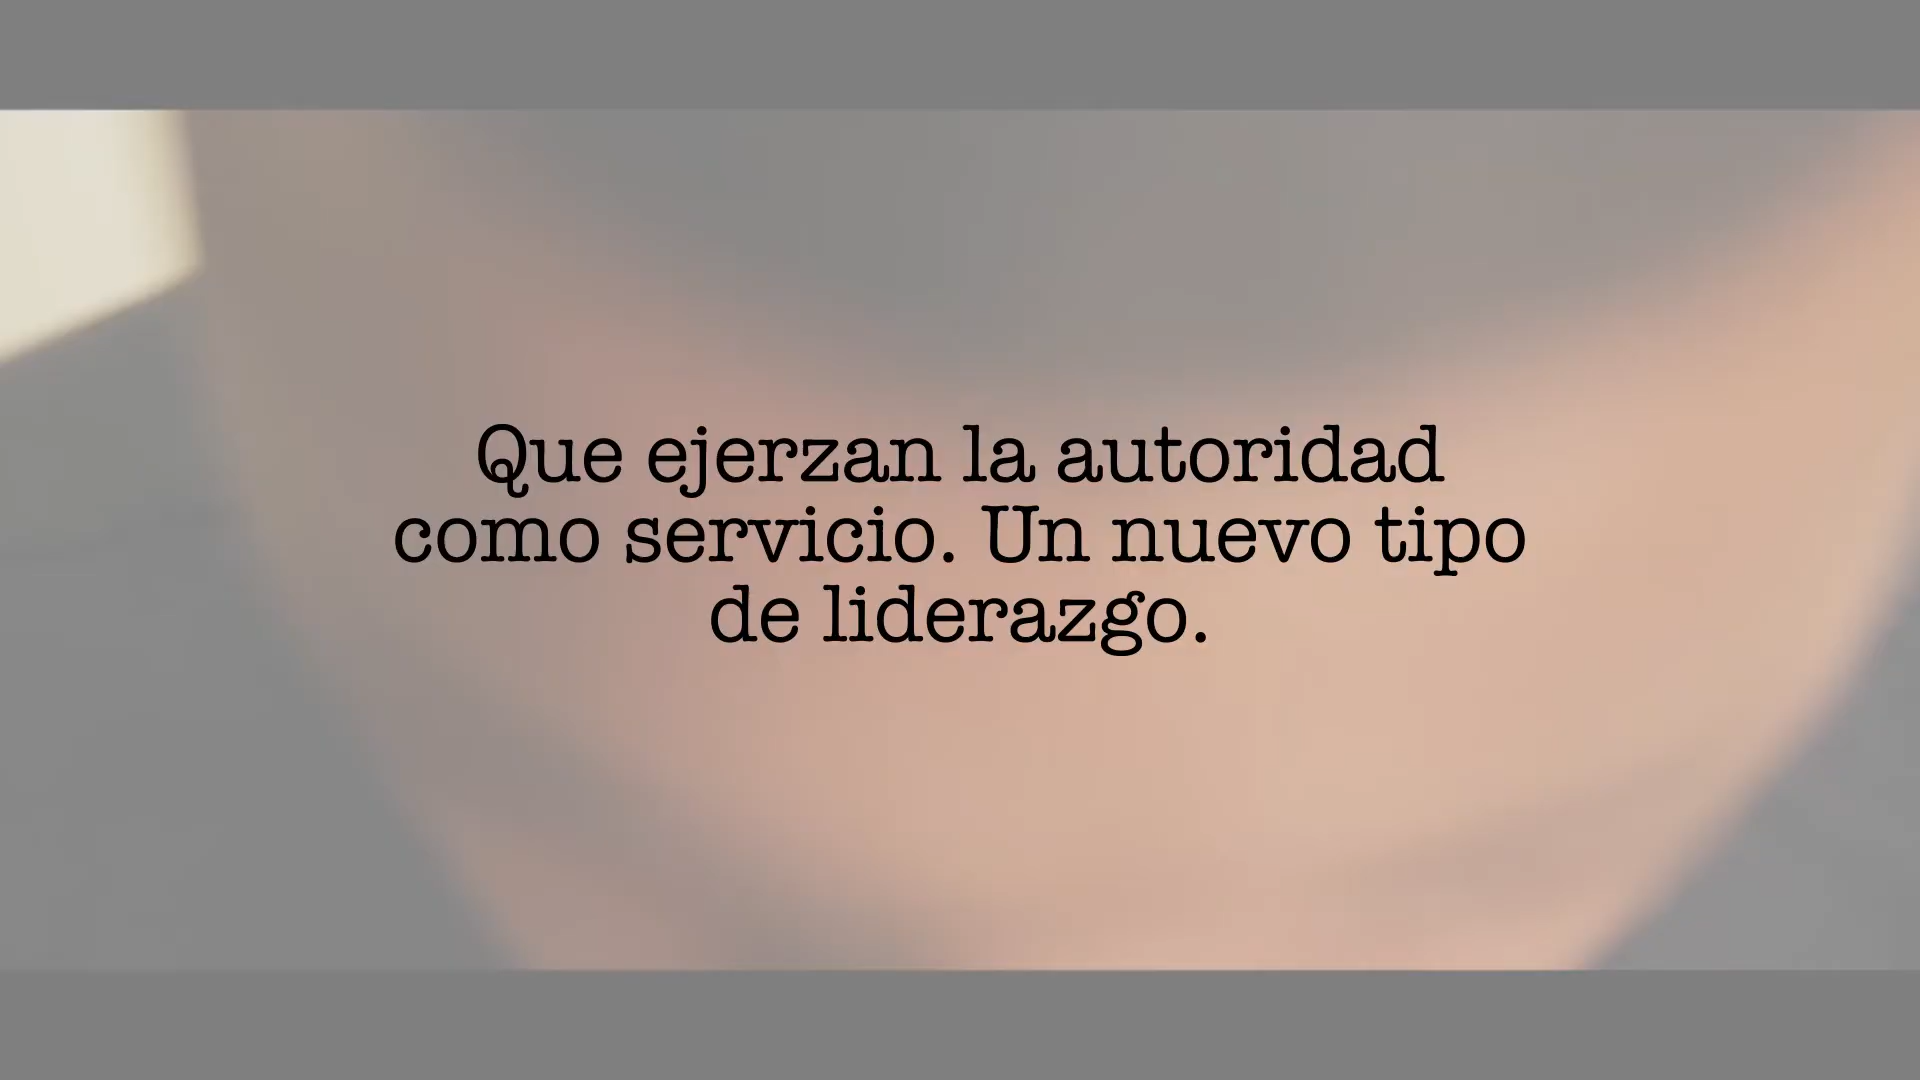 Que ejerzan la autoridad
como servicio. Un nuevo tipo
de liderazgo.